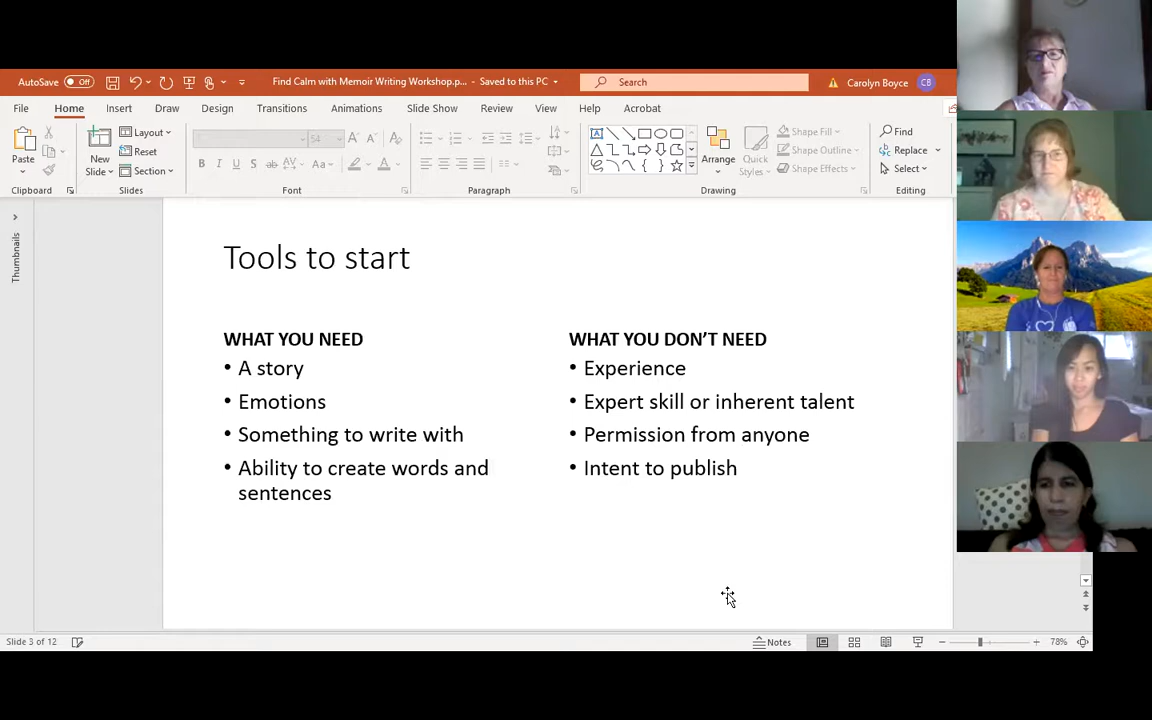 AutoSave Off Find Calm with Memoir Writing Workshop.p... - Saved to this PC Search Carolyn Boyce CB
File Home Insert Draw Design Transitions Animations Slide Show Review View Help Acrobat
Paste
Clipboard
New
Slide
Layout
Reset
Section
Slides
54
B I U S ab AV Aa A
Font
Paragraph
Arrange
Quick
Styles
Shape Fill
Shape Outline
Shape Effects
Drawing
Find
Replace
Select
Editing
Thumbnails
Tools to start
WHAT YOU NEED
• A story
• Emotions
• Something to write with
• Ability to create words and
sentences
WHAT YOU DON’T NEED
• Experience
• Expert skill or inherent talent
• Permission from anyone
• Intent to publish
Slide 3 of 12 Notes 78%